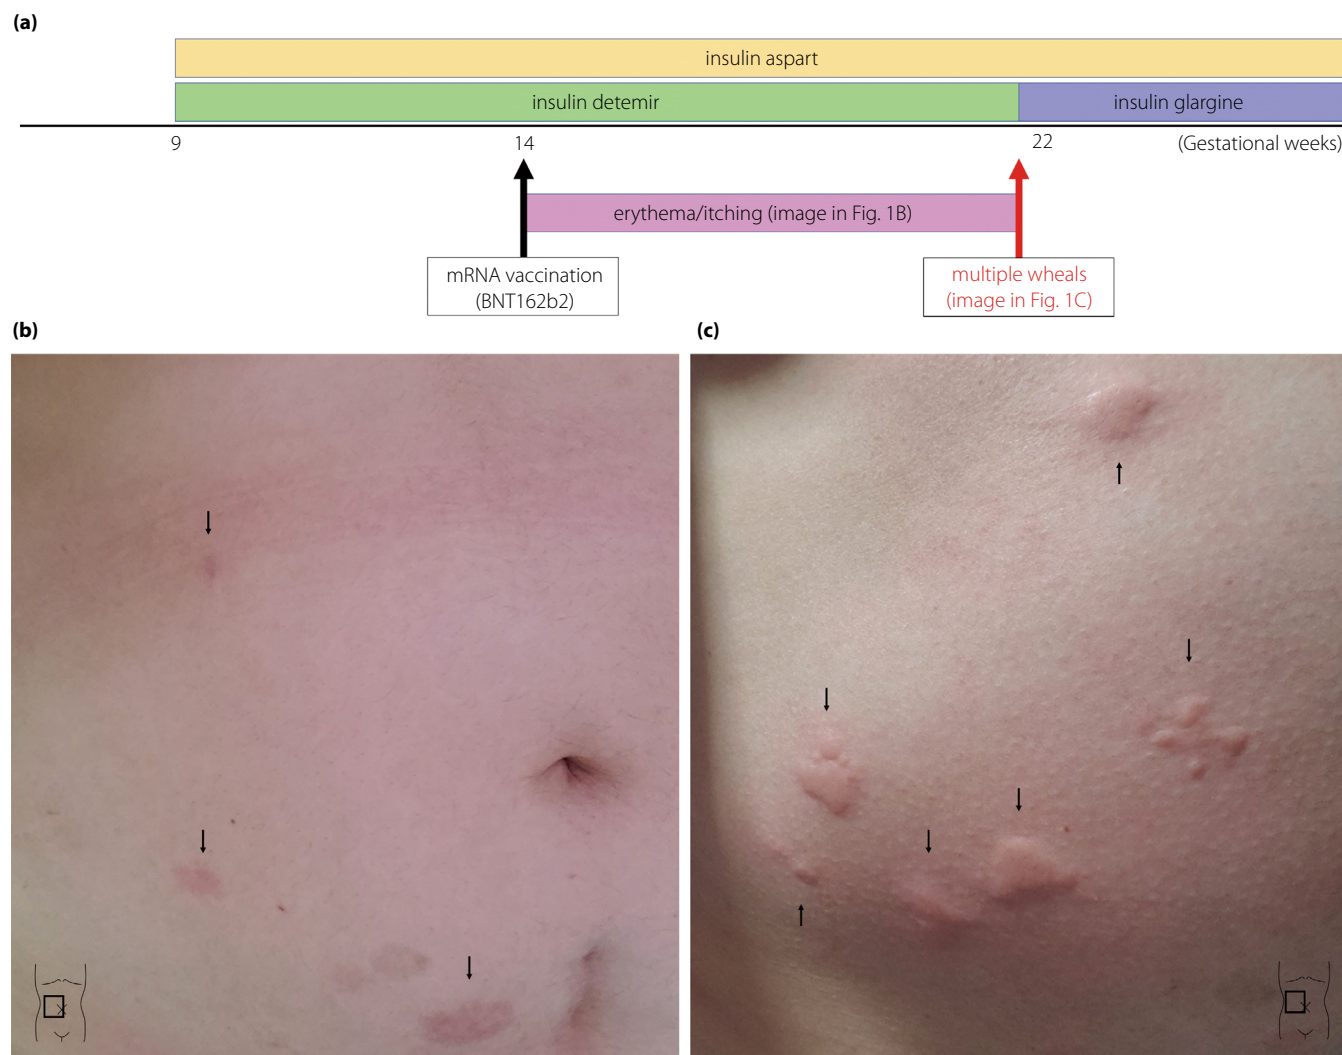 (a)
insulin aspart
insulin detemir
insulin glargine
9
14
22
(Gestational weeks)
erythema/itching (image in Fig. 1B)
mRNA vaccination
(BNT162b2)
multiple wheals
(image in Fig. 1C)
(b)
(c)